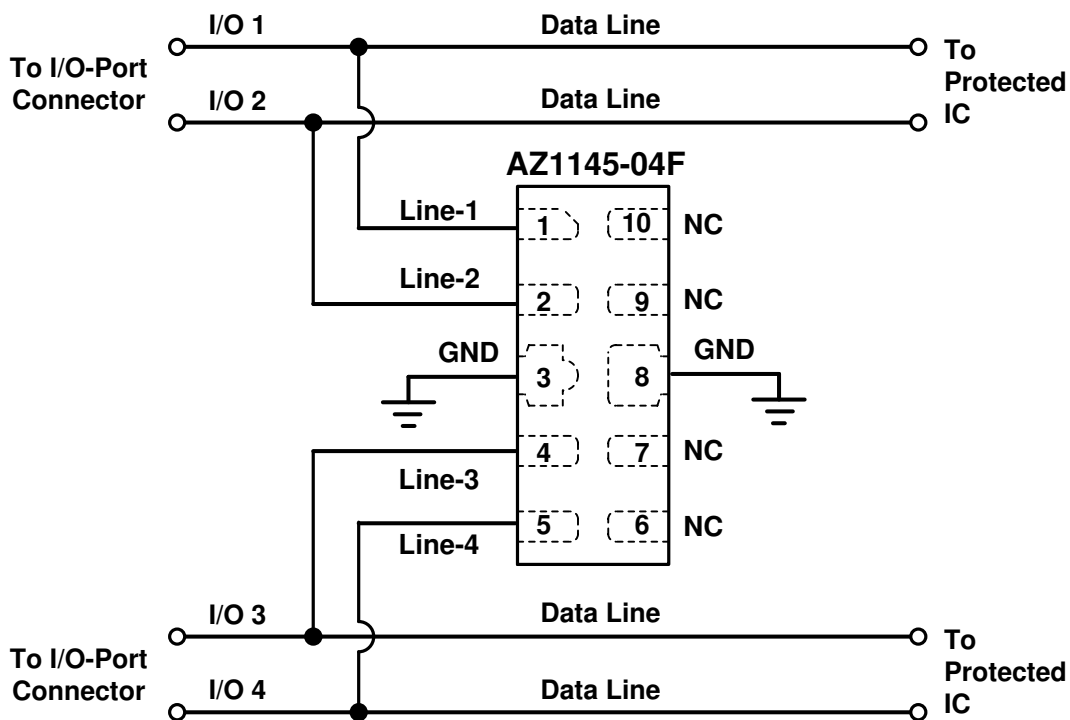 I/O 1
Data Line
To I/O-Port
Connector
To
Protected
IC
I/O 2
Data Line
AZ1145-04F
Line-1
1
10
NC
Line-2
2
9
NC
GND
3
8
GND
4
7
NC
Line-3
5
6
NC
Line-4
I/O 3
Data Line
To I/O-Port
Connector
To
Protected
IC
I/O 4
Data Line